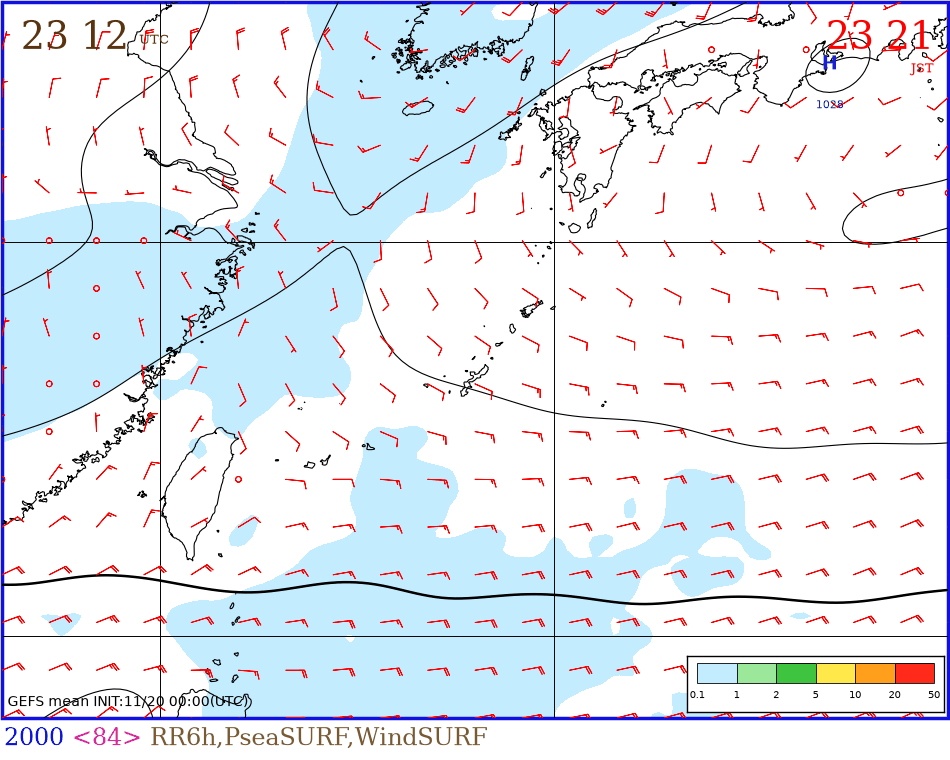 23 12 UTC
23 21
JST
H
1028
0.1 1 2 5 10 20 50
GEFS mean INIT:11/20 00:00(UTC)
2000 <84> RR6h,PseaSURF,WindSURF